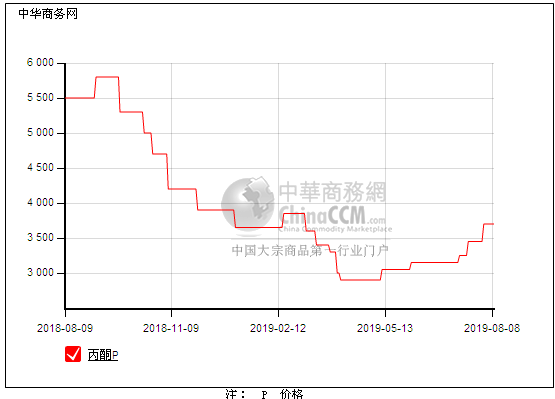 中华商务网
6 000
5 500
5 000
4 500
4 000
3 500
3 000
中華商務網
ChinaCCM.com
China Commodity Marketplace
中国大宗商品第一行业门户
2018-08-09 2018-11-09 2019-02-12 2019-05-13 2019-08-08
丙酮P
注： P 价格